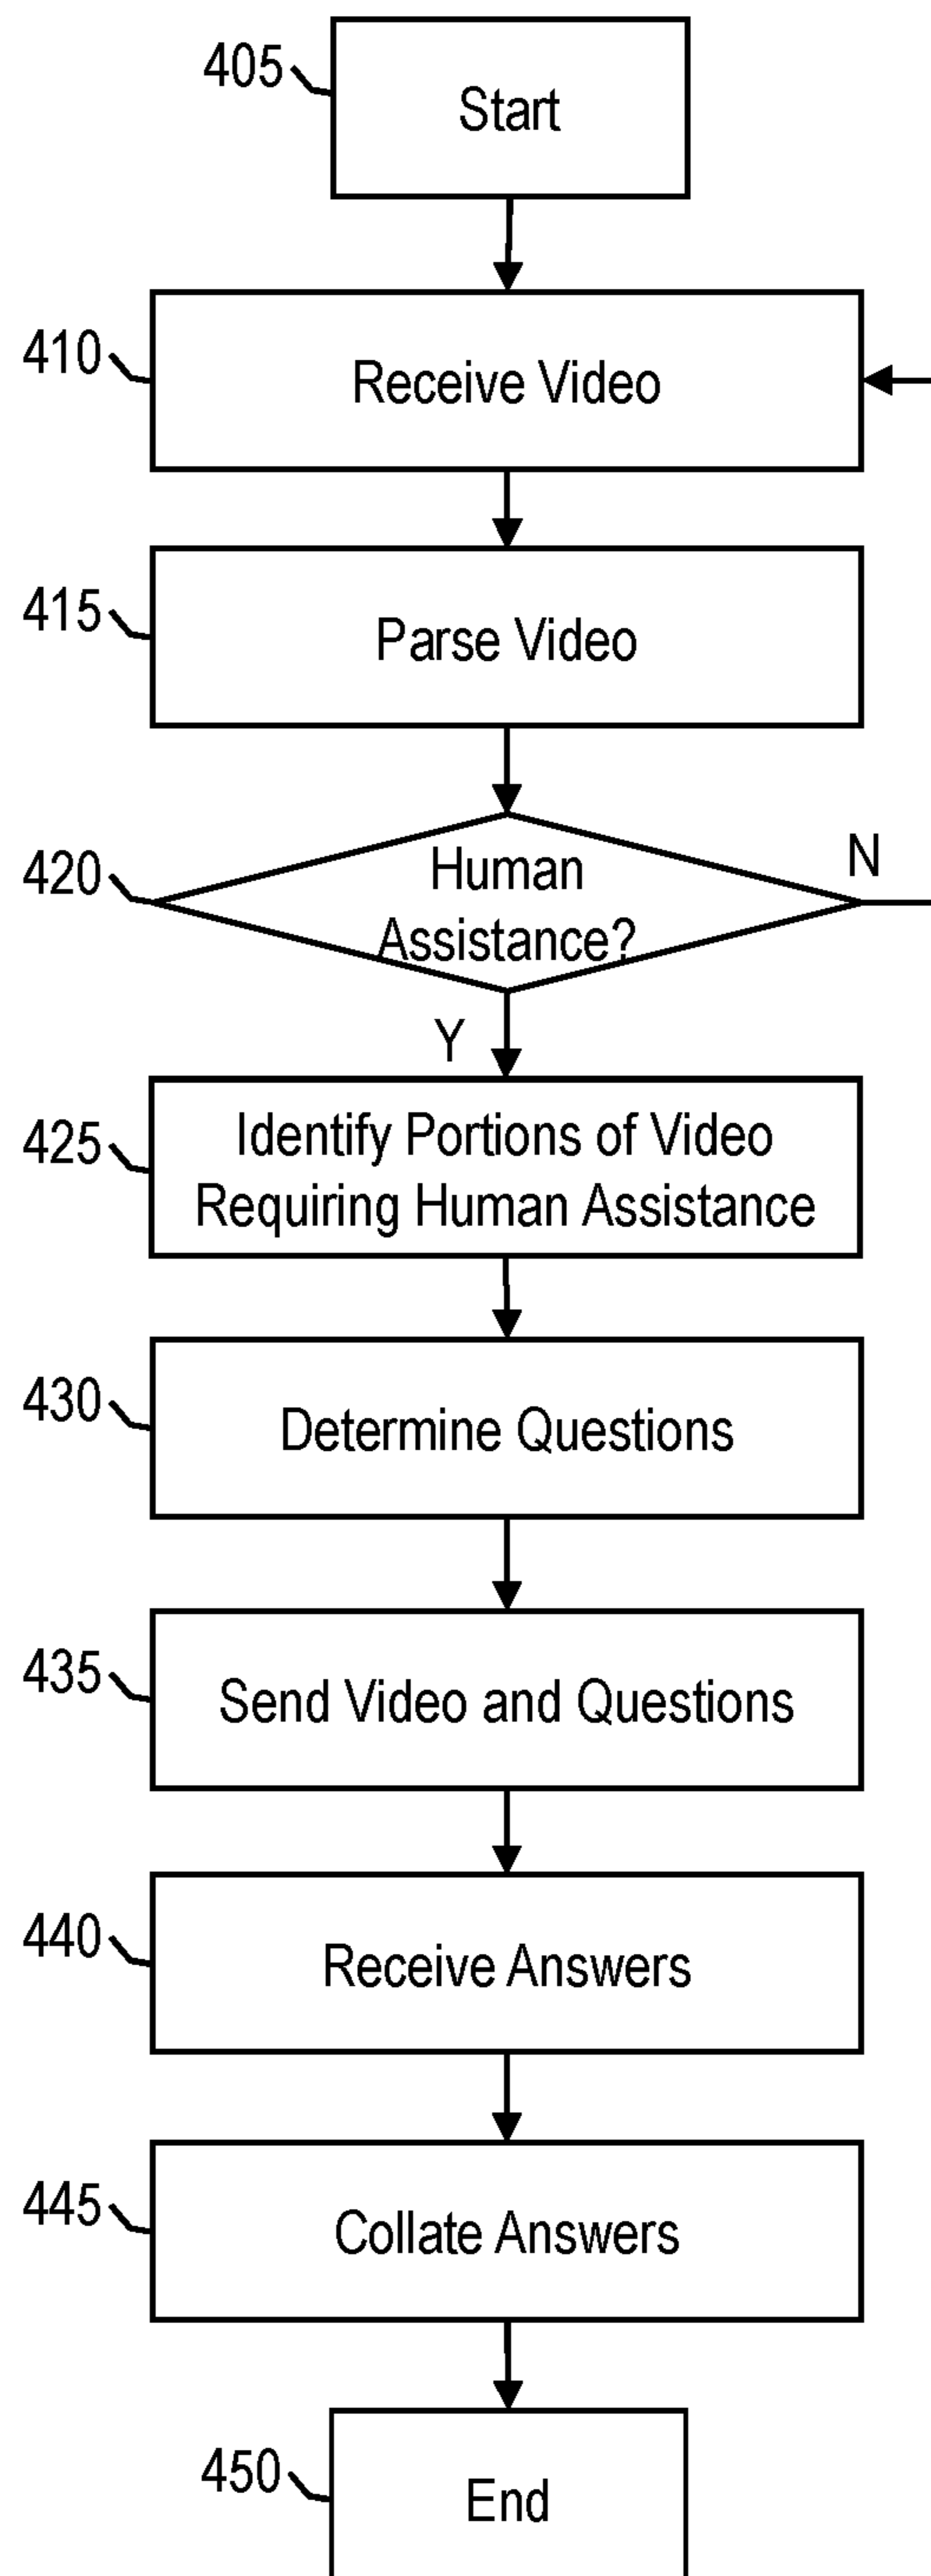 405
Start
410
Receive Video
415
Parse Video
420
Human
Assistance?
N
Y
425
Identify Portions of Video
Requiring Human Assistance
430
Determine Questions
435
Send Video and Questions
440
Receive Answers
445
Collate Answers
450
End